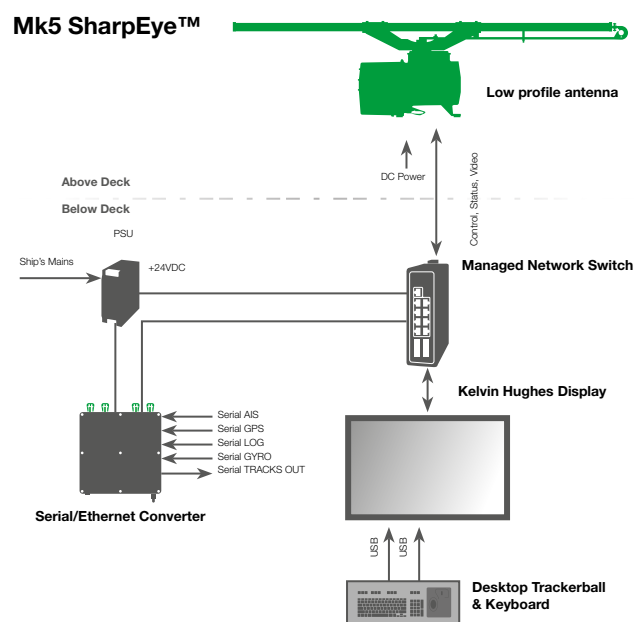 Mk5 SharpEye™
Low profile antenna
DC Power
Control, Status, Video
Above Deck
Below Deck
PSU
Ship's Mains
+24VDC
Managed Network Switch
Kelvin Hughes Display
Serial AIS
Serial GPS
Serial LOG
Serial GYRO
Serial TRACKS OUT
Serial/Ethernet Converter
USB
USB
Desktop Trackerball
& Keyboard